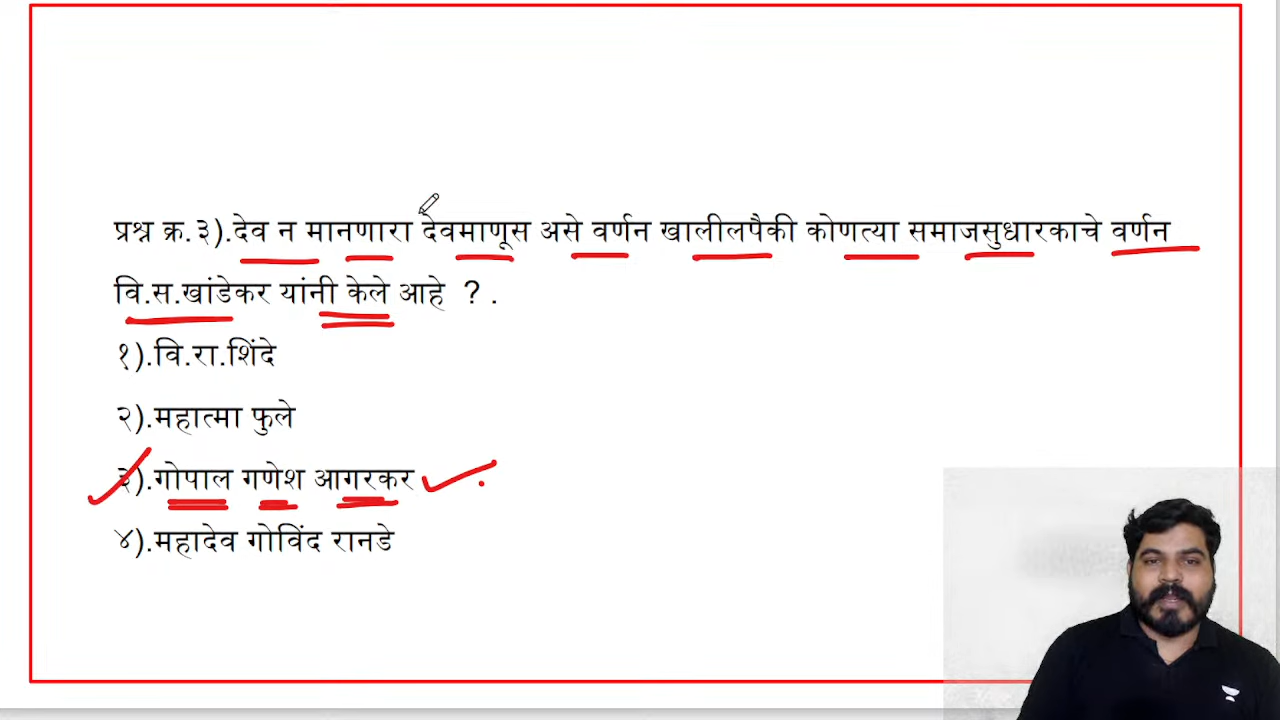 प्रश्न क्र.३).देव न मानणारा देवमाणूस असे वर्णन खालीलपैकी कोणत्या समाजसुधारकाचे वर्णन
वि.स.खांडेकर यांनी केले आहे ? .
१).वि.रा.शिंदे
२).महात्मा फुले
३).गोपाल गणेश आगरकर
४).महादेव गोविंद रानडे